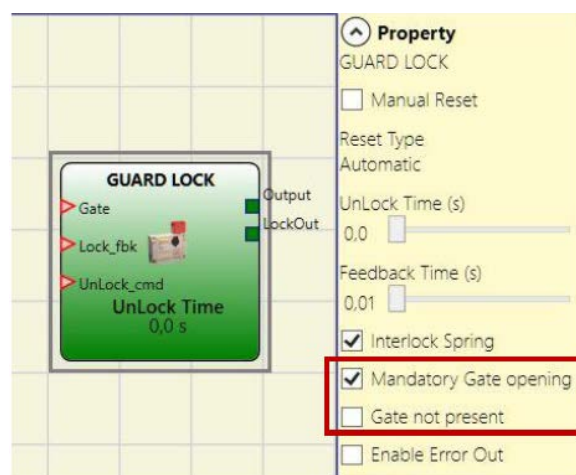 GUARD LOCK
Gate
Lock_fbk
UnLock_cmd
Output
LockOut
UnLock Time
0,0 s
Property
GUARD LOCK
Manual Reset
Reset Type
Automatic
UnLock Time (s)
0,0
Feedback Time (s)
0,01
Interlock Spring
Mandatory Gate opening
Gate not present
Enable Error Out